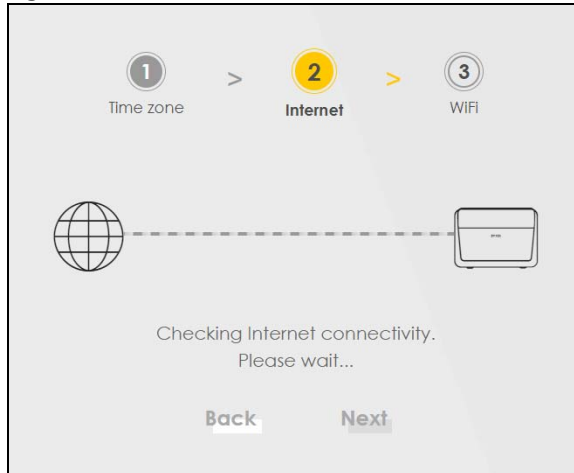 1 > 2 > 3
Time zone Internet WiFi
Checking Internet connectivity.
Please wait...
Back Next